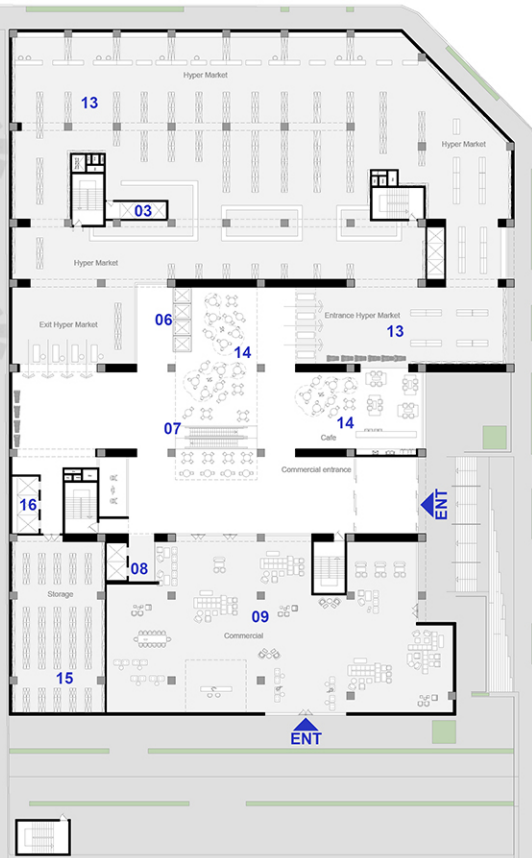 Hyper Market
13
Hyper Market
03
Hyper Market
06
Exit Hyper Market
Entrance Hyper Market
13
14
07
14
Cafe
Commercial entrance
16
ENT
08
Storage
09
Commercial
15
ENT